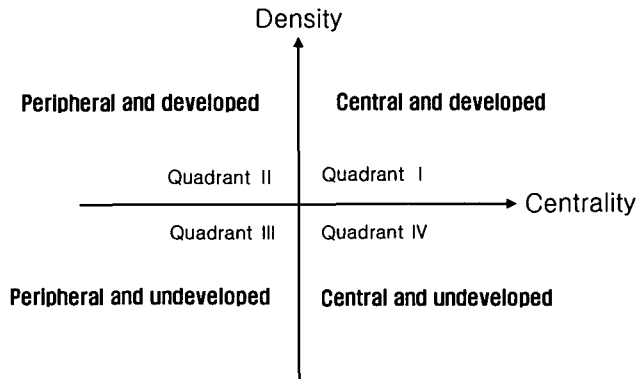 Density
Peripheral and developed
Central and developed
Quadrant II
Quadrant I
Centrality
Quadrant III
Quadrant IV
Peripheral and undeveloped
Central and undeveloped